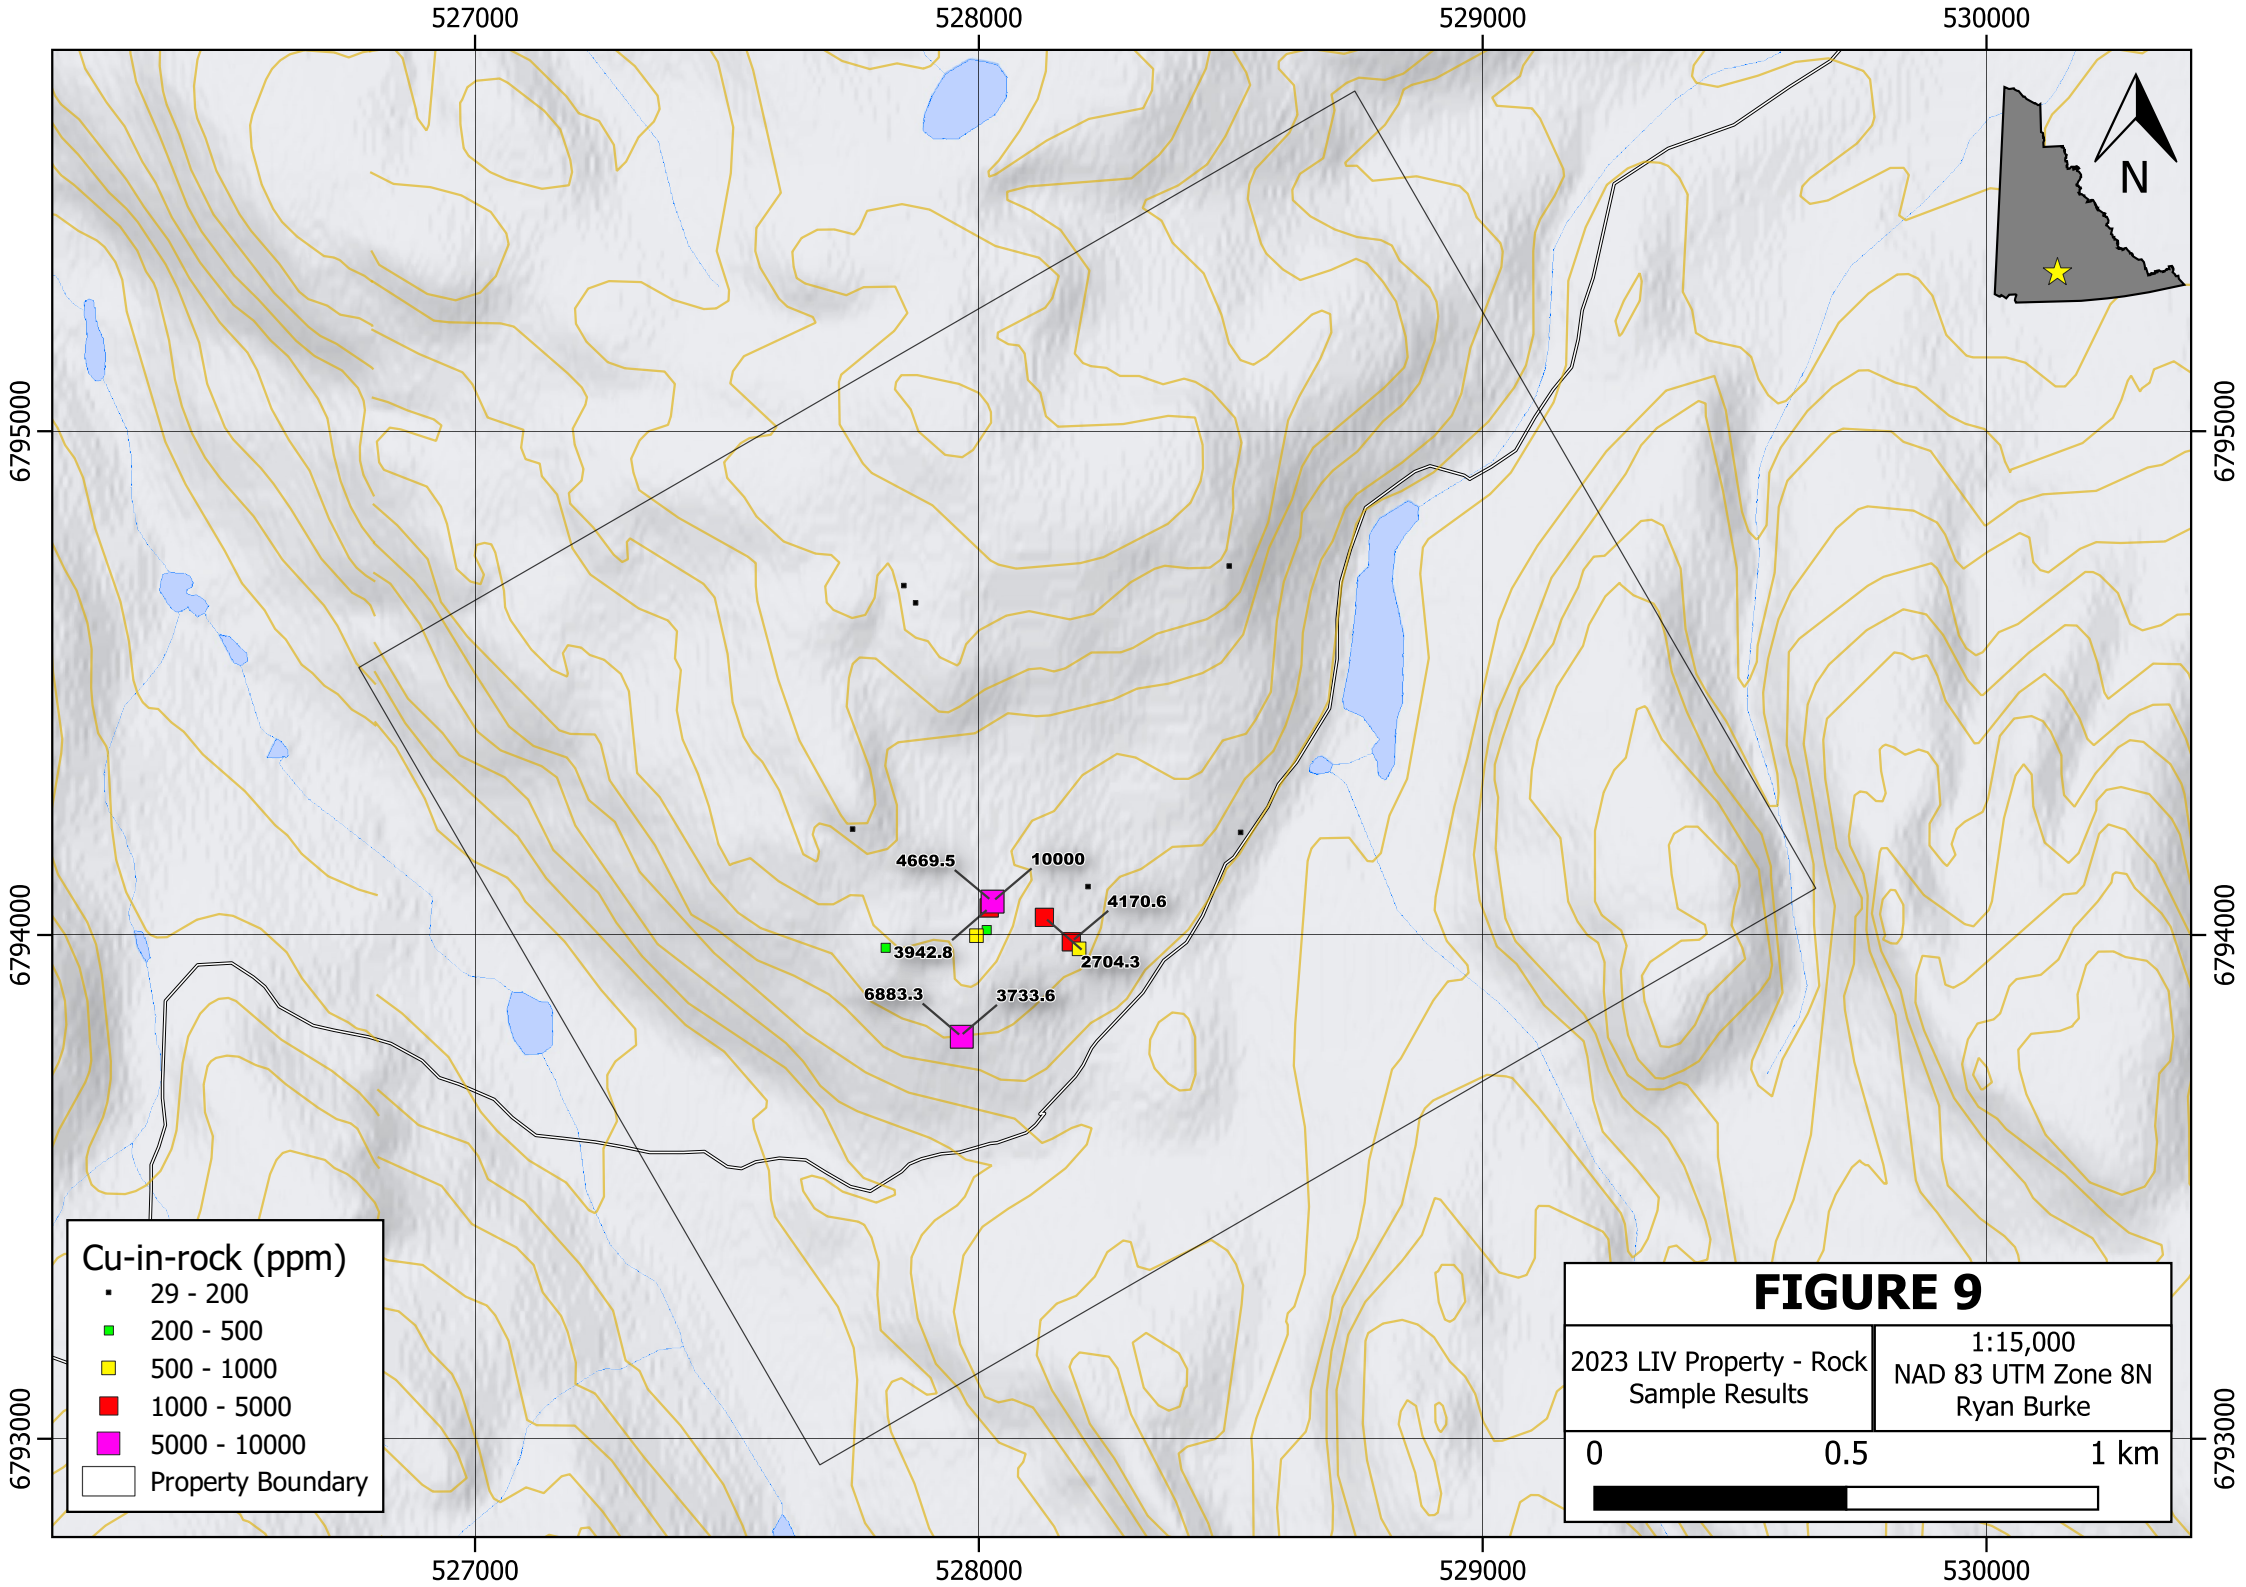 527000 528000 529000 530000
N
6795000 6795000
4669.5 10000
4170.6
6794000 6794000
3942.8 2704.3
6883.3 3733.6
Cu-in-rock (ppm)
29 - 200
200 - 500
500 - 1000
1000 - 5000
5000 - 10000
Property Boundary
FIGURE 9
2023 LIV Property - Rock
Sample Results
1:15,000
NAD 83 UTM Zone 8N
Ryan Burke
0 0.5 1 km
6793000 6793000
527000 528000 529000 530000